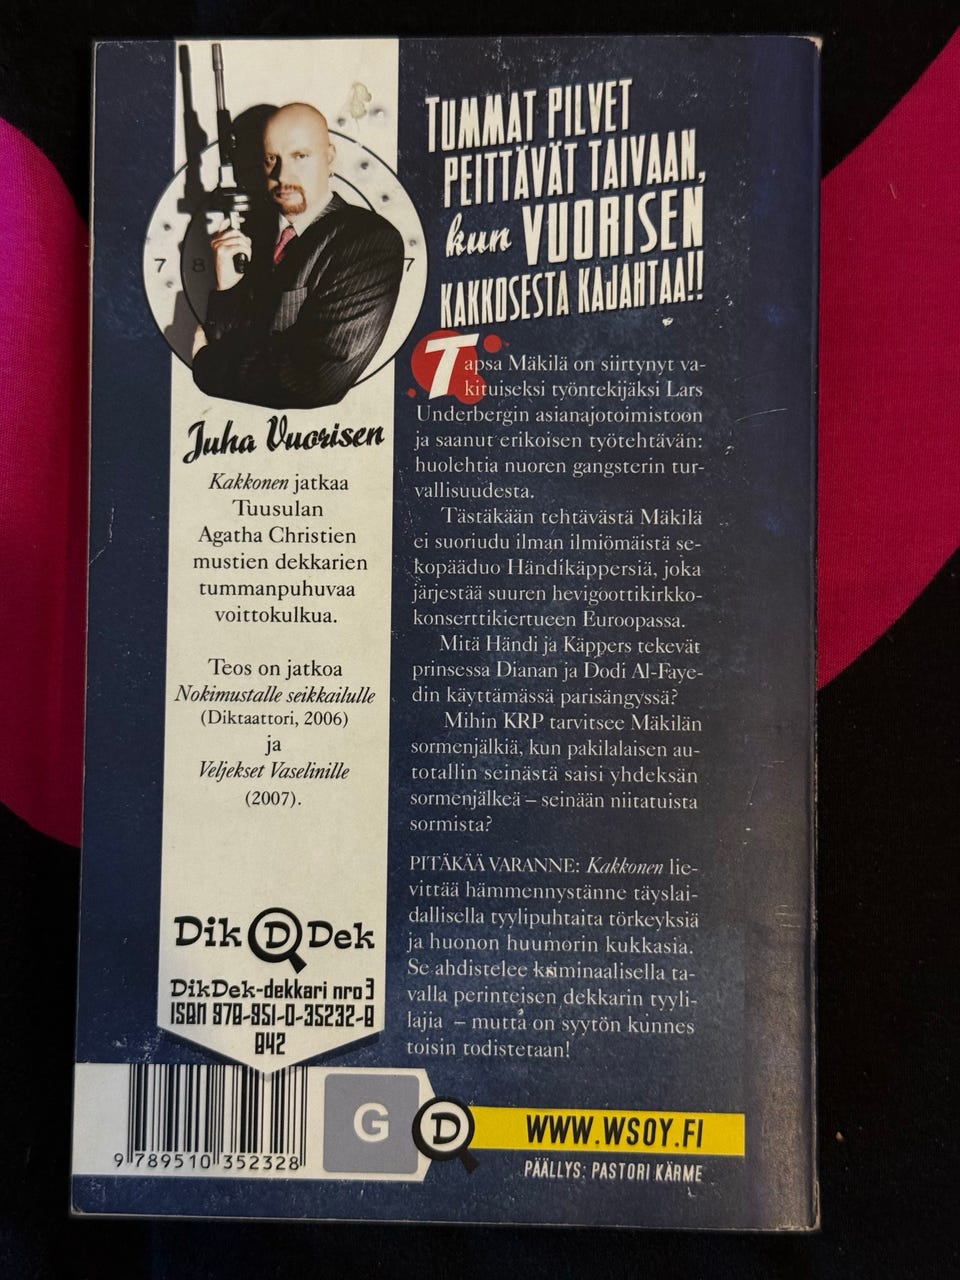 7 8 7
TUMMAT PILVET
PEITTÄVÄT TAIVAAN,
kun VUORISEN
KAKKOSESTA KAJAHTAA!!
Juha Vuorisen
Kakkonen jatkaa
Tuusulan
Agatha Christien
mustien dekkarien
tummanpuhuvaa
voittokulkua.
Teos on jatkoa
Nokimustalle seikkailulle
(Diktaattori, 2006)
ja
Veljekset Vaselinille
(2007).
Dik D Dek
DikDek-dekkari nro 3
ISBN 978-951-0-35232-8
842
Tapsa Mäkilä on siirtynyt va-
kituiseksi työntekijäksi Lars
Underbergin asianajotoimistoon
ja saanut erikoisen työtehtävän:
huolehtia nuoren gangsterin tur-
vallisuudesta.
Tästäkään tehtävästä Mäkilä
ei suoriudu ilman ilmiömäistä se-
kopääduo Händikäppersiä, joka
järjestää suuren hevigoottikirkko-
konserttikiertueen Euroopassa.
Mitä Händi ja Käppers tekevät
prinsessa Dianan ja Dodi Al-Faye-
din käyttämässä parisängyssä?
Mihin KRP tarvitsee Mäkilän
sormenjälkiä, kun pakilalaisen au-
totallin seinästä saisi yhdeksän
sormenjälkeä – seinään niitatuista
sormista?
PITÄKÄÄ VARANNE: Kakkonen lie-
vittää hämmennystänne täyslai-
dallisella tyylipuhtaita törkeyksiä
ja huonon huumorin kukkasia.
Se ahdistelee kriminaalisella ta-
valla perinteisen dekkarin tyyli-
lajia – mutta on syytön kunnes
toisin todistetaan!
9 789510 352328
G
D
WWW.WSOY.FI
PÄÄLLYS: PASTORI KÄRME